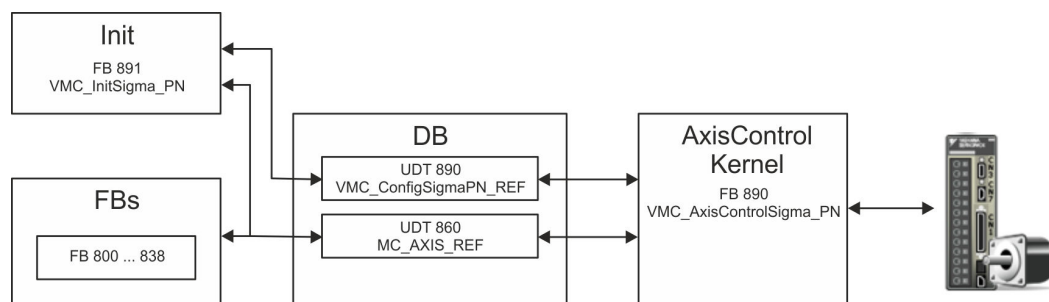 Init
FB 891
VMC_InitSigma_PN
FBs
FB 800 ... 838
DB
UDT 890
VMC_ConfigSigmaPN_REF
UDT 860
MC_AXIS_REF
AxisControl
Kernel
FB 890
VMC_AxisControlSigma_PN